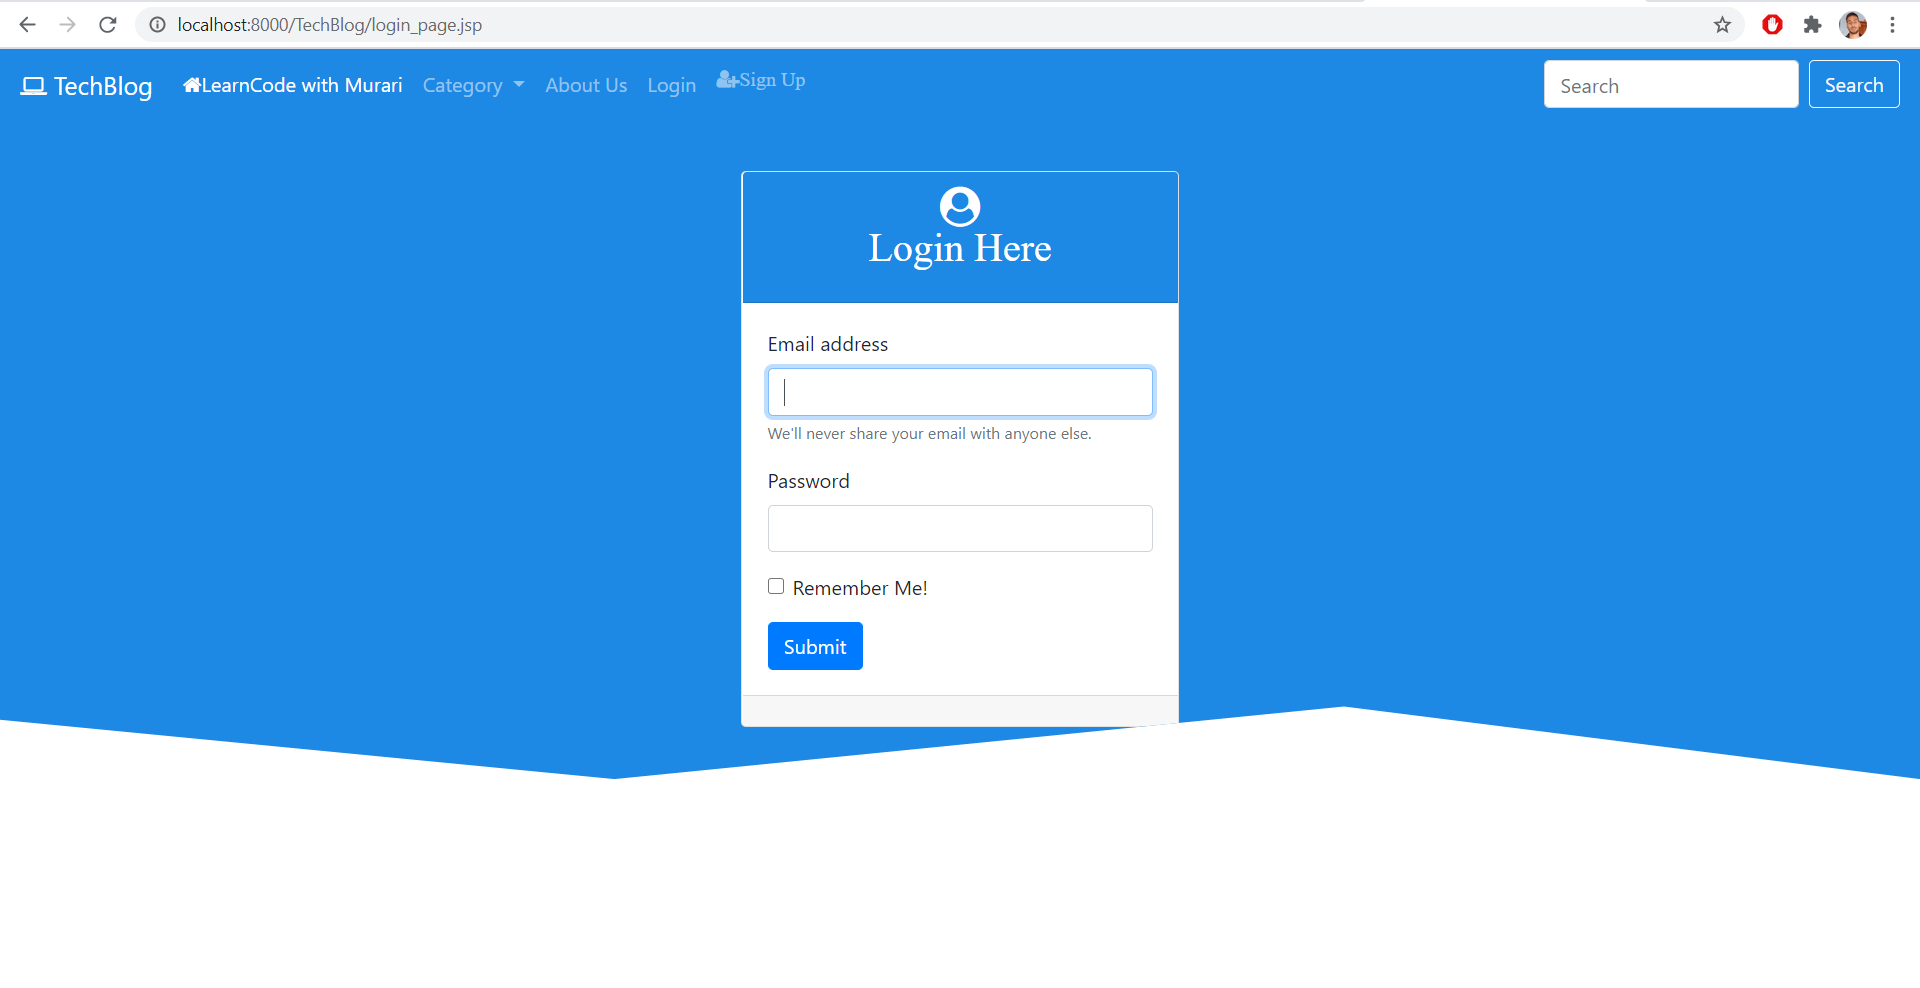 localhost:8000/TechBlog/login_page.jsp
TechBlog LearnCode with Murari Category About Us Login Sign Up Search Search
Login Here
Email address
We'll never share your email with anyone else.
Password
Remember Me!
Submit